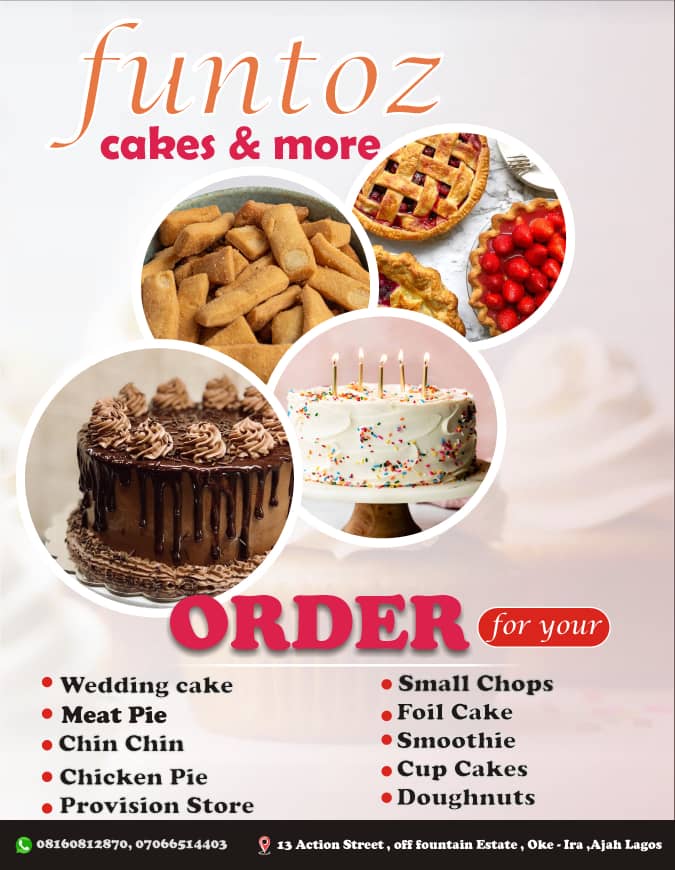 funtoz
cakes & more
ORDER for your
Wedding cake
Meat Pie
Chin Chin
Chicken Pie
Provision Store
Small Chops
Foil Cake
Smoothie
Cup Cakes
Doughnuts
08160812870, 07066514403
13 Action Street , off fountain Estate , Oke - Ira ,Ajah Lagos